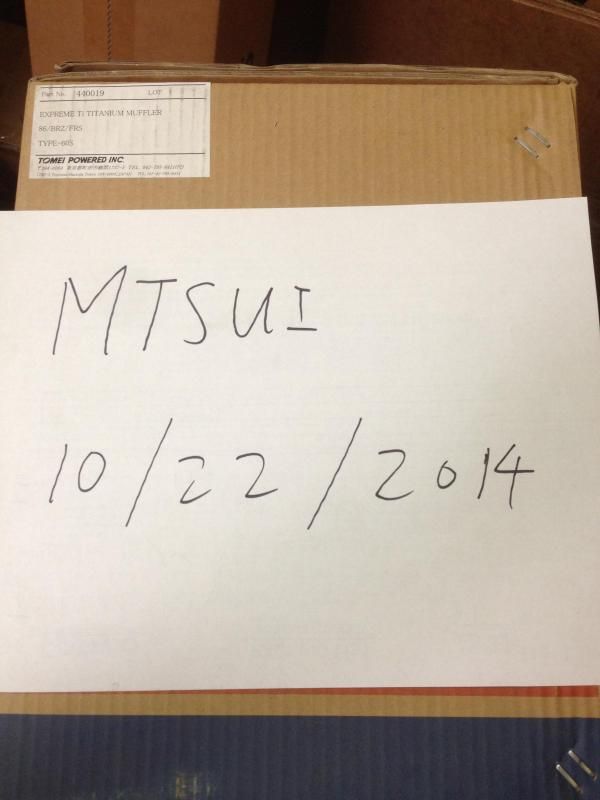 Part No. 440019 LOT
EXPREME Ti TITANIUM MUFFLER
86/BRZ/FRS
TYPE-60S
TOMEI POWERED INC.
MTSUI
10/22/2014